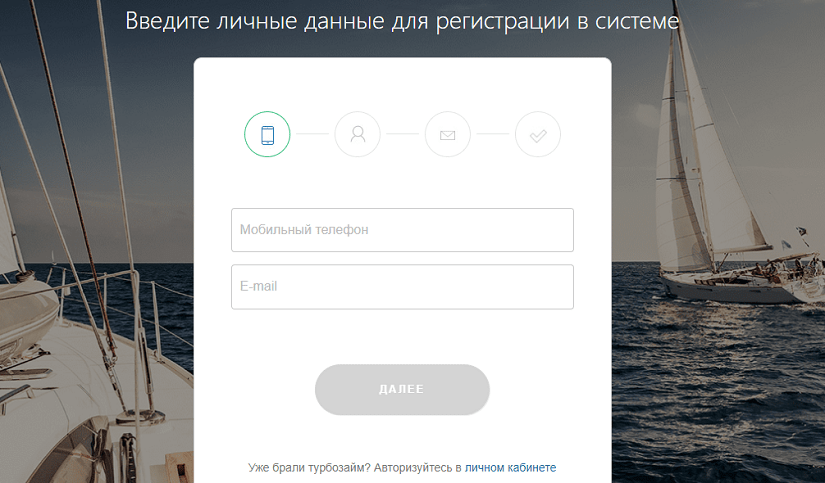 Введите личные данные для регистрации в системе
Мобильный телефон
E-mail
ДАЛЕЕ
Уже брали турбозайм? Авторизуйтесь в личном кабинете